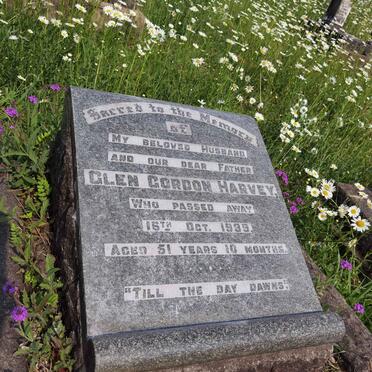 Sacred to the Memory
of
My Beloved Husband
and our dear Father
Glen Gordon Harvey
Who passed away
16th Oct. 1939
Aged 51 years 10 months
"Till the day dawns"